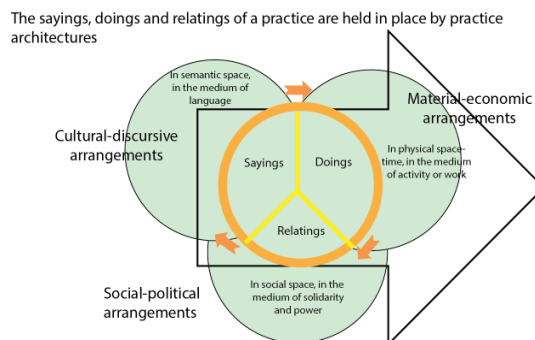 The sayings, doings and relatings of a practice are held in place by practice
architectures
In semantic space,
in the medium of
language
Material-economic
arrangements
Cultural-discursive
arrangements
In physical space-
time, in the medium
of activity or work
Sayings
Doings
Relatings
In social space, in the
medium of solidarity
and power
Social-political
arrangements